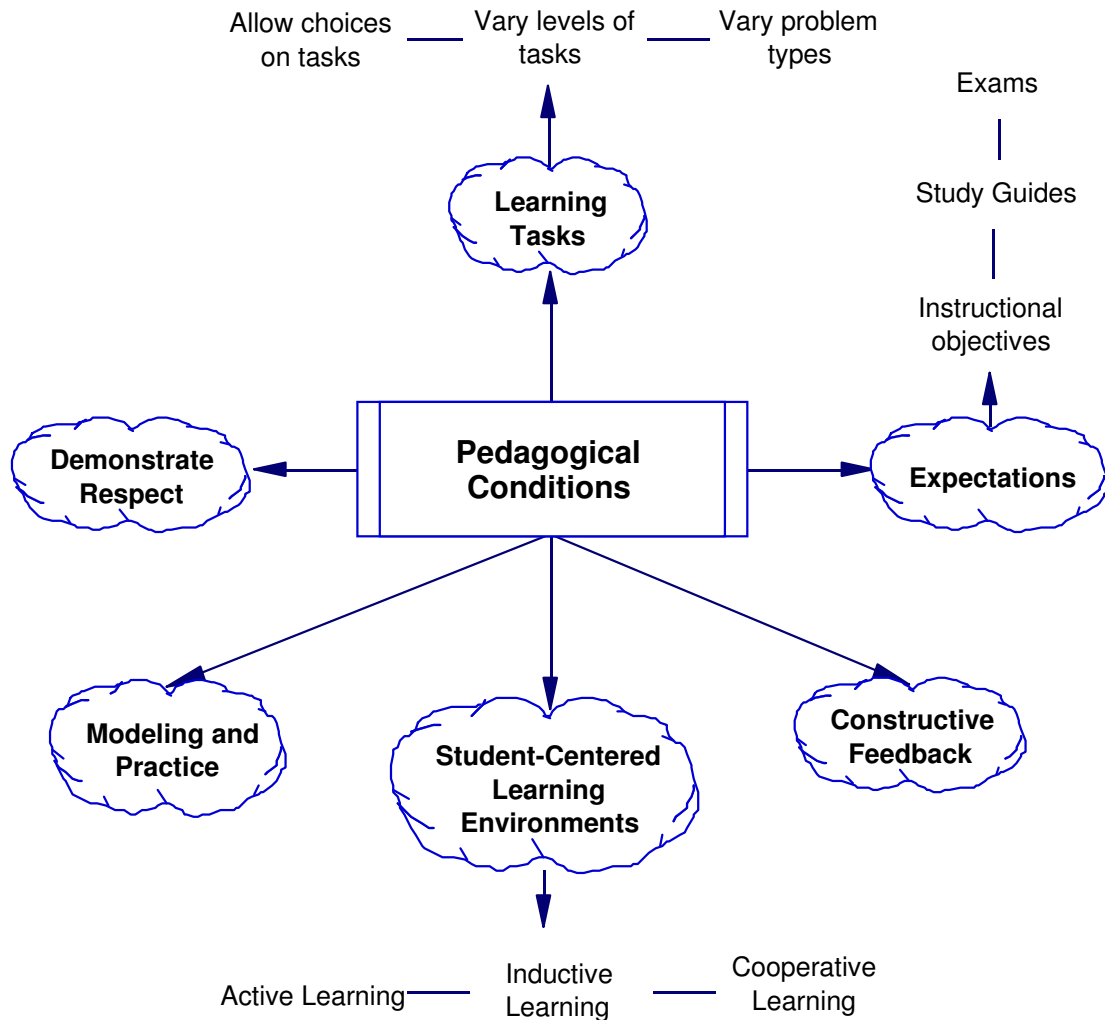 Allow choices
on tasks
Vary levels of
tasks
Vary problem
types
Exams
Study Guides
Instructional
objectives
Learning
Tasks
Demonstrate
Respect
Pedagogical
Conditions
Expectations
Modeling and
Practice
Student-Centered
Learning
Environments
Constructive
Feedback
Active Learning
Inductive
Learning
Cooperative
Learning